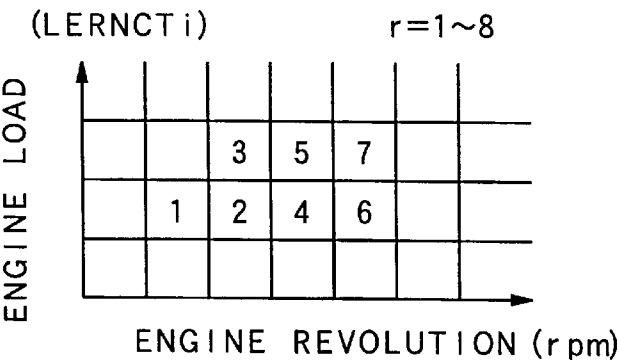 (LERNCTi) r=1~8
ENGINE LOAD
3 5 7
1 2 4 6
ENGINE REVOLUTION (rpm)